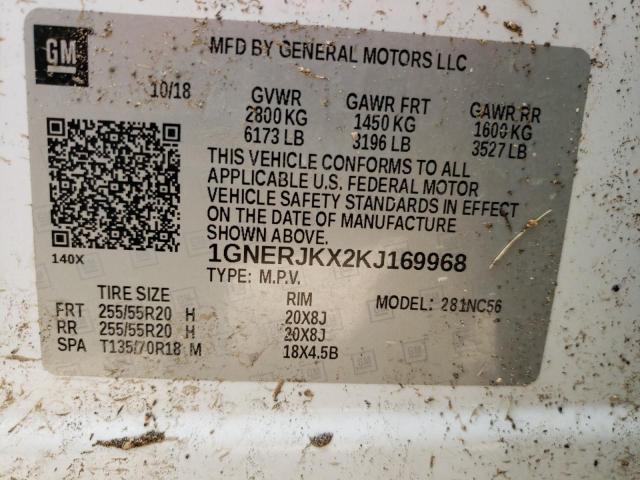 GM
MFD BY GENERAL MOTORS LLC
10/18
GVWR GAWR FRT GAWR RR
2800 KG 1450 KG 1600 KG
6173 LB 3196 LB 3527 LB
THIS VEHICLE CONFORMS TO ALL
APPLICABLE U.S. FEDERAL MOTOR
VEHICLE SAFETY STANDARDS IN EFFECT
ON THE DATE OF MANUFACTURE
SHOWN ABOVE.
140X
1GNERJKX2KJ169968
TYPE: M.P.V.
TIRE SIZE RIM MODEL: 281NC56
FRT 255/55R20 H 20X8J
RR 255/55R20 H 20X8J
SPA T135/70R18 M 18X4.5B